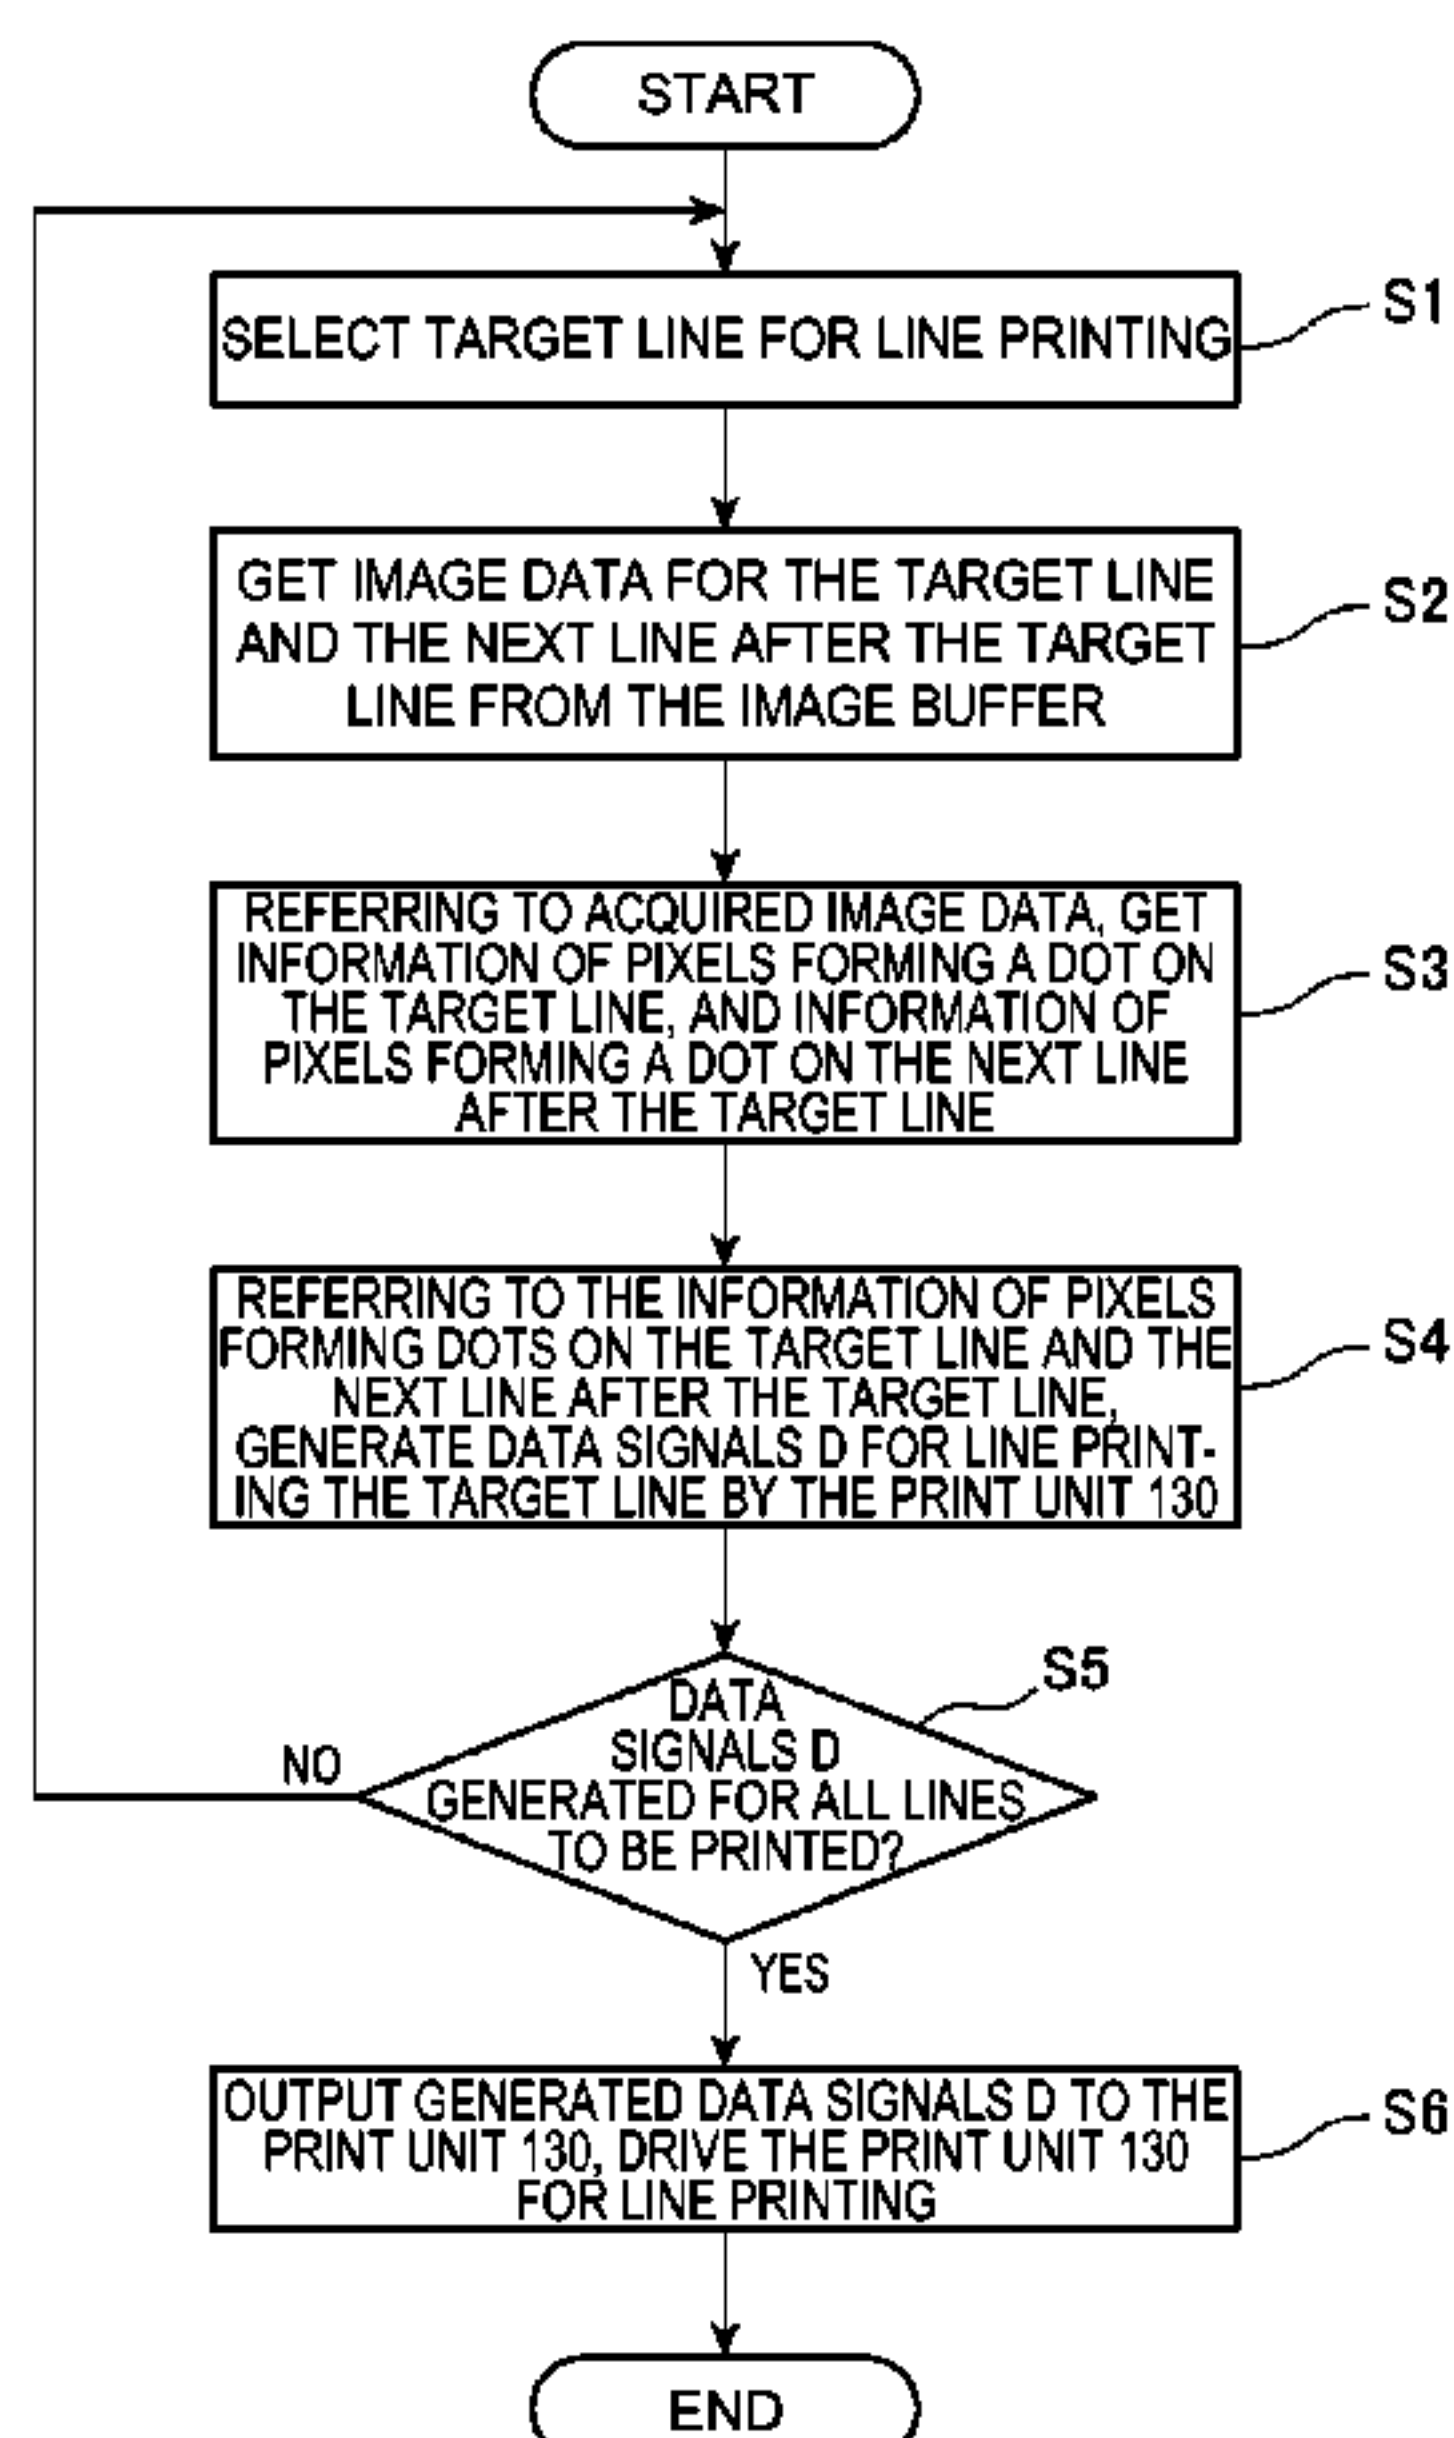 START
SELECT TARGET LINE FOR LINE PRINTING
S1
GET IMAGE DATA FOR THE TARGET LINE
AND THE NEXT LINE AFTER THE TARGET
LINE FROM THE IMAGE BUFFER
S2
REFERRING TO ACQUIRED IMAGE DATA, GET
INFORMATION OF PIXELS FORMING A DOT ON
THE TARGET LINE, AND INFORMATION OF
PIXELS FORMING A DOT ON THE NEXT LINE
AFTER THE TARGET LINE
S3
REFERRING TO THE INFORMATION OF PIXELS
FORMING DOTS ON THE TARGET LINE AND THE
NEXT LINE AFTER THE TARGET LINE,
GENERATE DATA SIGNALS D FOR LINE PRINT-
ING THE TARGET LINE BY THE PRINT UNIT 130
S4
DATA
SIGNALS D
GENERATED FOR ALL LINES
TO BE PRINTED?
S5
NO
YES
OUTPUT GENERATED DATA SIGNALS D TO THE
PRINT UNIT 130, DRIVE THE PRINT UNIT 130
FOR LINE PRINTING
S6
END